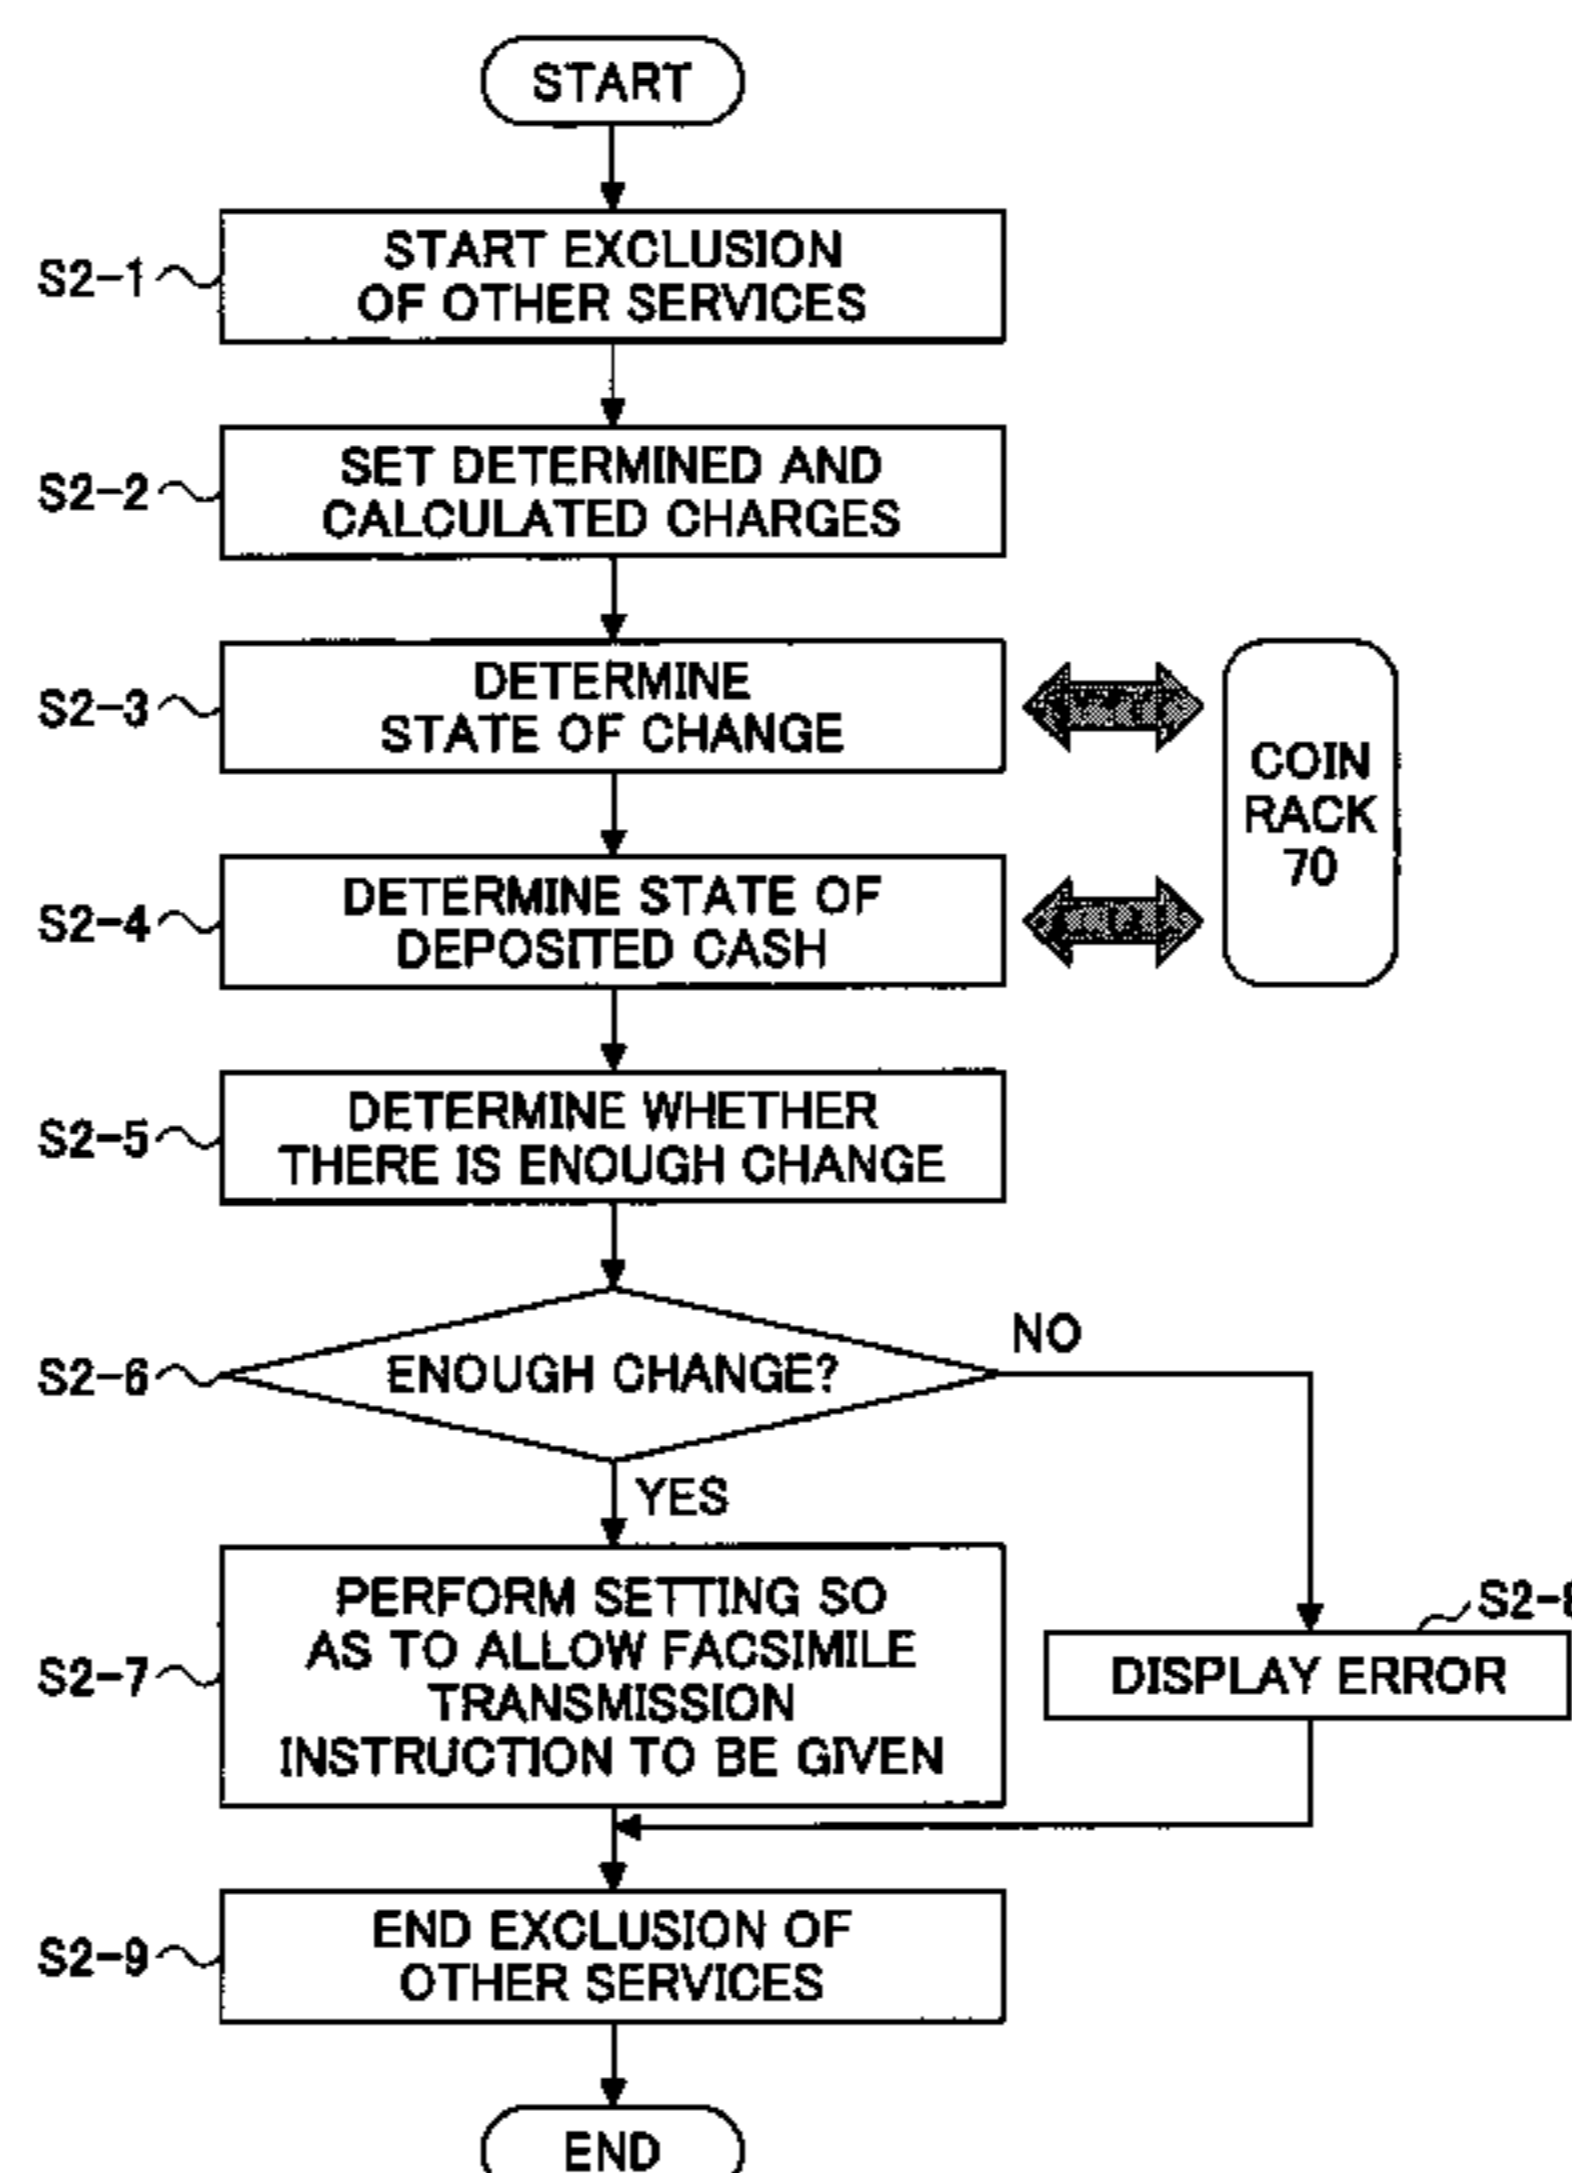 START
S2-1
START EXCLUSION
OF OTHER SERVICES
S2-2
SET DETERMINED AND
CALCULATED CHARGES
S2-3
DETERMINE
STATE OF CHANGE
COIN
RACK
70
S2-4
DETERMINE STATE OF
DEPOSITED CASH
S2-5
DETERMINE WHETHER
THERE IS ENOUGH CHANGE
S2-6
ENOUGH CHANGE?
NO
YES
S2-7
PERFORM SETTING SO
AS TO ALLOW FACSIMILE
TRANSMISSION
INSTRUCTION TO BE GIVEN
S2-8
DISPLAY ERROR
S2-9
END EXCLUSION OF
OTHER SERVICES
END